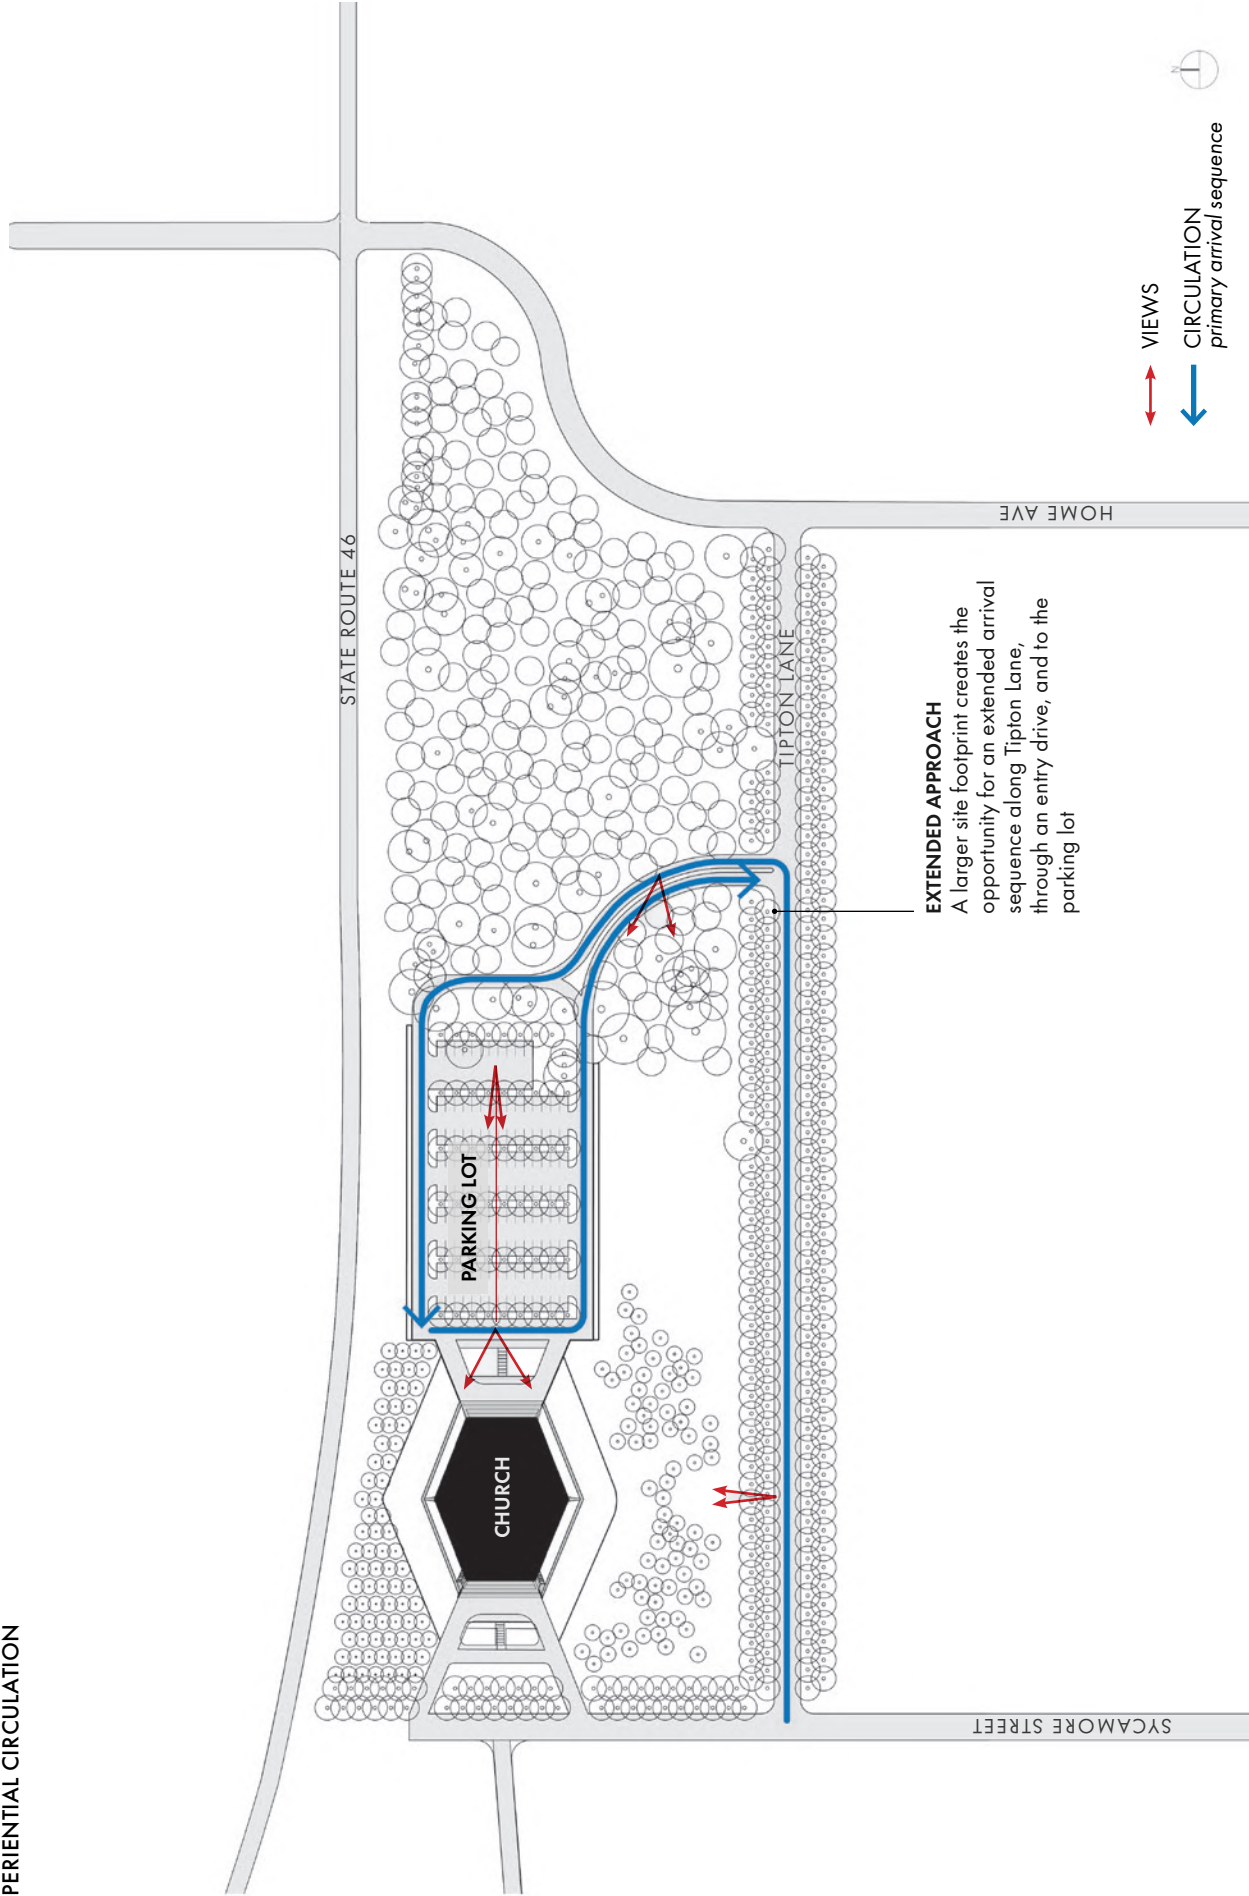 PERIENTIAL CIRCULATION
STATE ROUTE 46
PARKING LOT
CHURCH
TIPTON LANE
HOME AVE
SYCAMORE STREET
EXTENDED APPROACH
A larger site footprint creates the
opportunity for an extended arrival
sequence along Tipton Lane,
through an entry drive, and to the
parking lot
VIEWS
CIRCULATION
primary arrival sequence
N